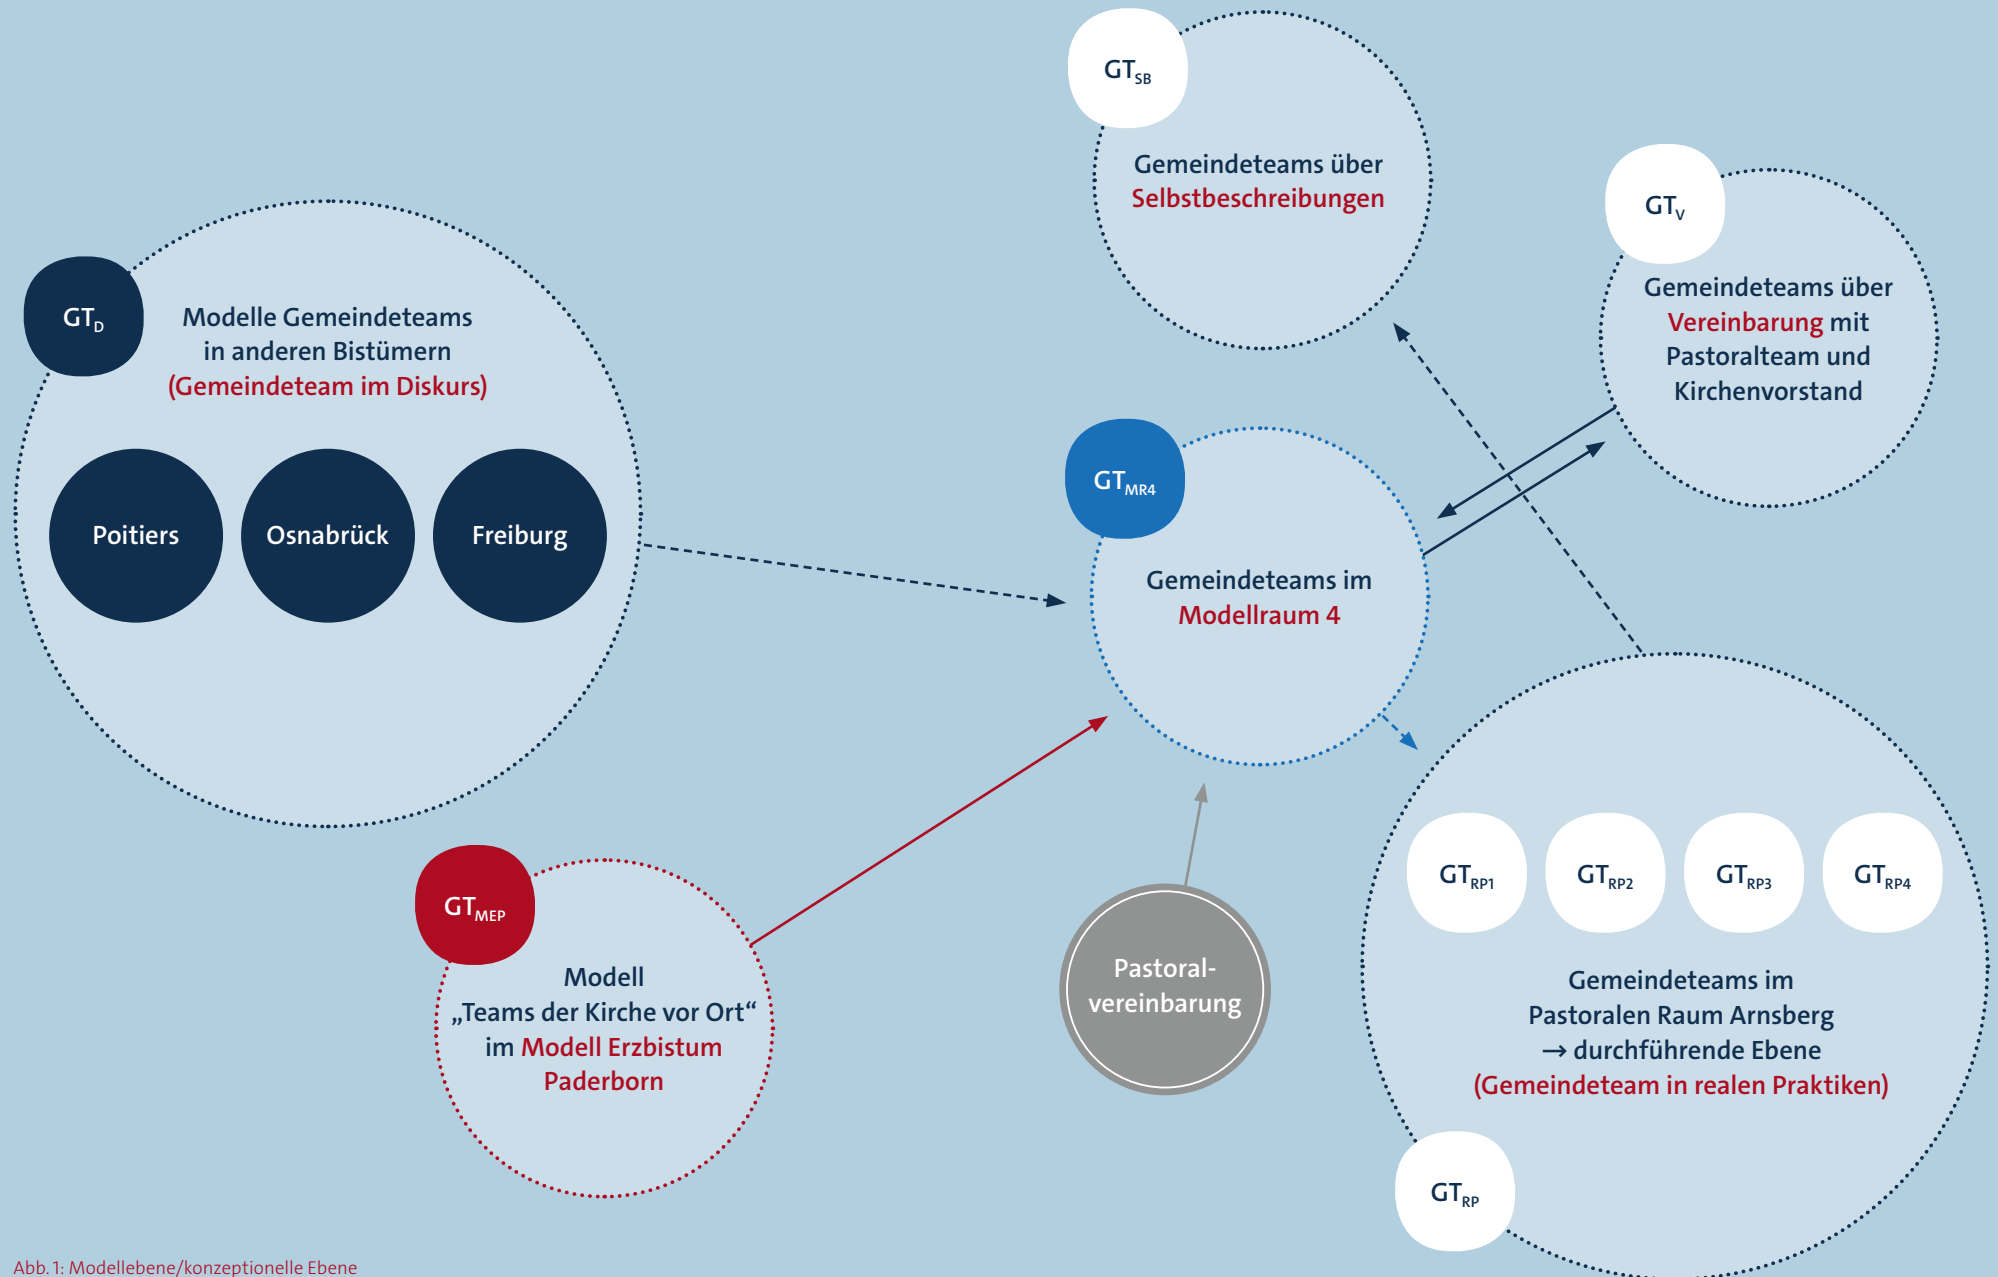 GT_D
Modelle Gemeindeteams
in anderen Bistümern
(Gemeindeteam im Diskurs)
Poitiers
Osnabrück
Freiburg
GT_SB
Gemeindeteams über
Selbstbeschreibungen
GT_V
Gemeindeteams über
Vereinbarung mit
Pastoralteam und
Kirchenvorstand
GT_MR4
Gemeindeteams im
Modellraum 4
GT_MEP
Modell
„Teams der Kirche vor Ort“
im Modell Erzbistum
Paderborn
Pastoral-
vereinbarung
GT_RP1
GT_RP2
GT_RP3
GT_RP4
Gemeindeteams im
Pastoralen Raum Arnsberg
→ durchführende Ebene
(Gemeindeteam in realen Praktiken)
GT_RP
Abb. 1: Modellebene/konzeptionelle Ebene